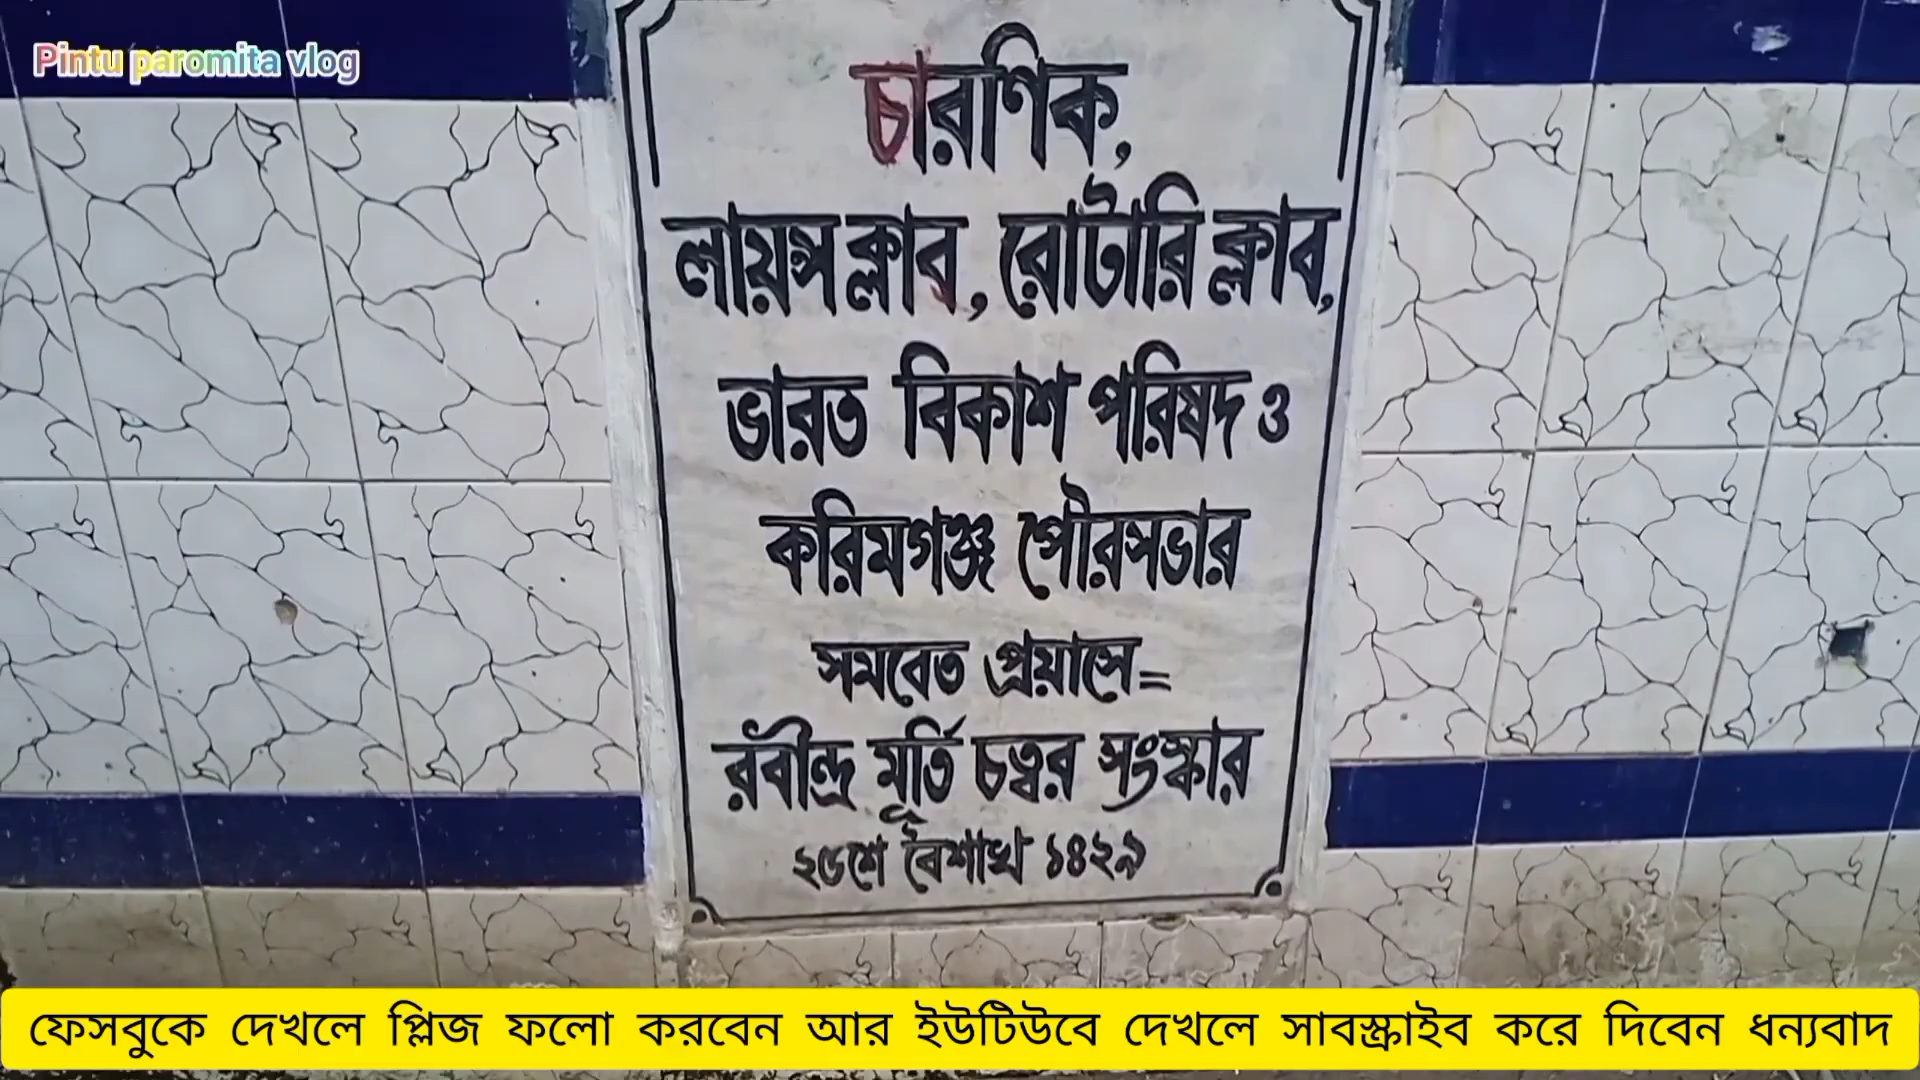 Pintu paromita vlog
চারণিক,
লায়ন্স ক্লাব, রোটারি ক্লাব,
ভারত বিকাশ পরিষদ ও
করিমগঞ্জ পৌরসভার
সমবেত প্রয়াসে=
রবীন্দ্র মূর্তি চত্বর সংস্কার
২৫শে বৈশাখ ১৪২৯
ফেসবুকে দেখলে প্লিজ ফলো করবেন আর ইউটিউবে দেখলে সাবস্ক্রাইব করে দিবেন ধন্যবাদ